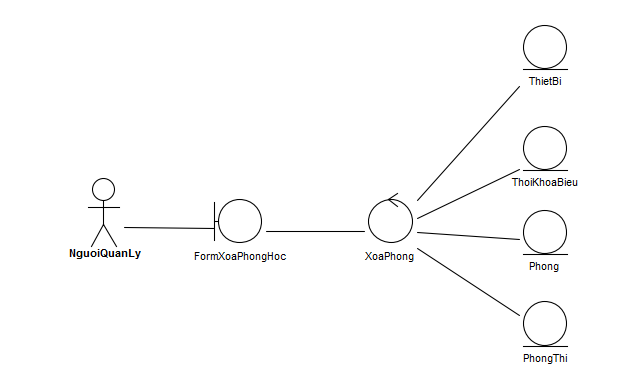 ThietBi
ThoiKhoaBieu
NguoiQuanLy
FormXoaPhongHoc
XoaPhong
Phong
PhongThi